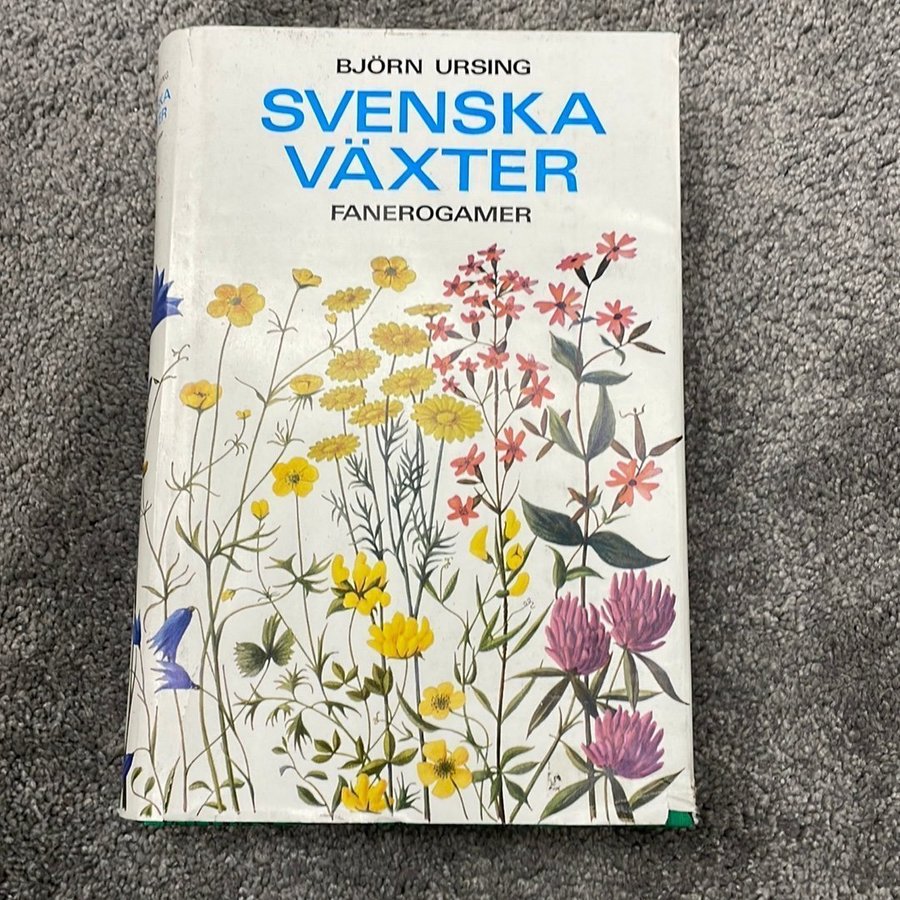 BJÖRN URSING
SVENSKA
VÄXTER
FANEROGAMER